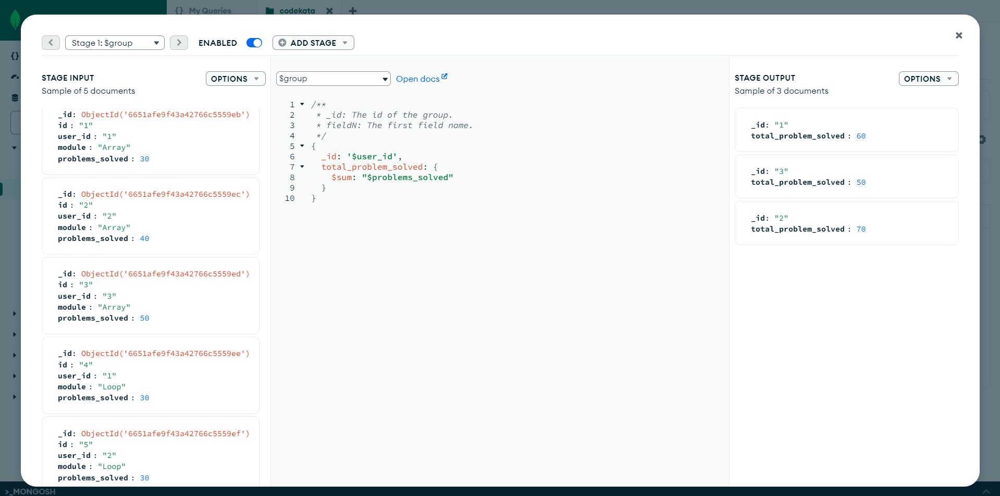 {} My Queries
codekata
Stage 1: $group
ENABLED
ADD STAGE
STAGE INPUT
OPTIONS
Sample of 5 documents
_id: ObjectId('6651afe9f43a42766c5559eb')
id : "1"
user_id : "1"
module : "Array"
problems_solved : 30
_id: ObjectId('6651afe9f43a42766c5559ec')
id : "2"
user_id : "2"
module : "Array"
problems_solved : 40
_id: ObjectId('6651afe9f43a42766c5559ed')
id : "3"
user_id : "3"
module : "Array"
problems_solved : 50
_id: ObjectId('6651afe9f43a42766c5559ee')
id : "4"
user_id : "1"
module : "Loop"
problems_solved : 30
_id: ObjectId('6651afe9f43a42766c5559ef')
id : "5"
user_id : "2"
module : "Loop"
problems_solved : 30
$group
Open docs
1 /**
2 * _id: The id of the group.
3 * fieldN: The first field name.
4 */
5 {
6 _id: '$user_id',
7 total_problem_solved: {
8 $sum: "$problems_solved"
9 }
10 }
STAGE OUTPUT
OPTIONS
Sample of 3 documents
_id: "1"
total_problem_solved : 60
_id: "3"
total_problem_solved : 50
_id: "2"
total_problem_solved : 70
>_MONGOSH